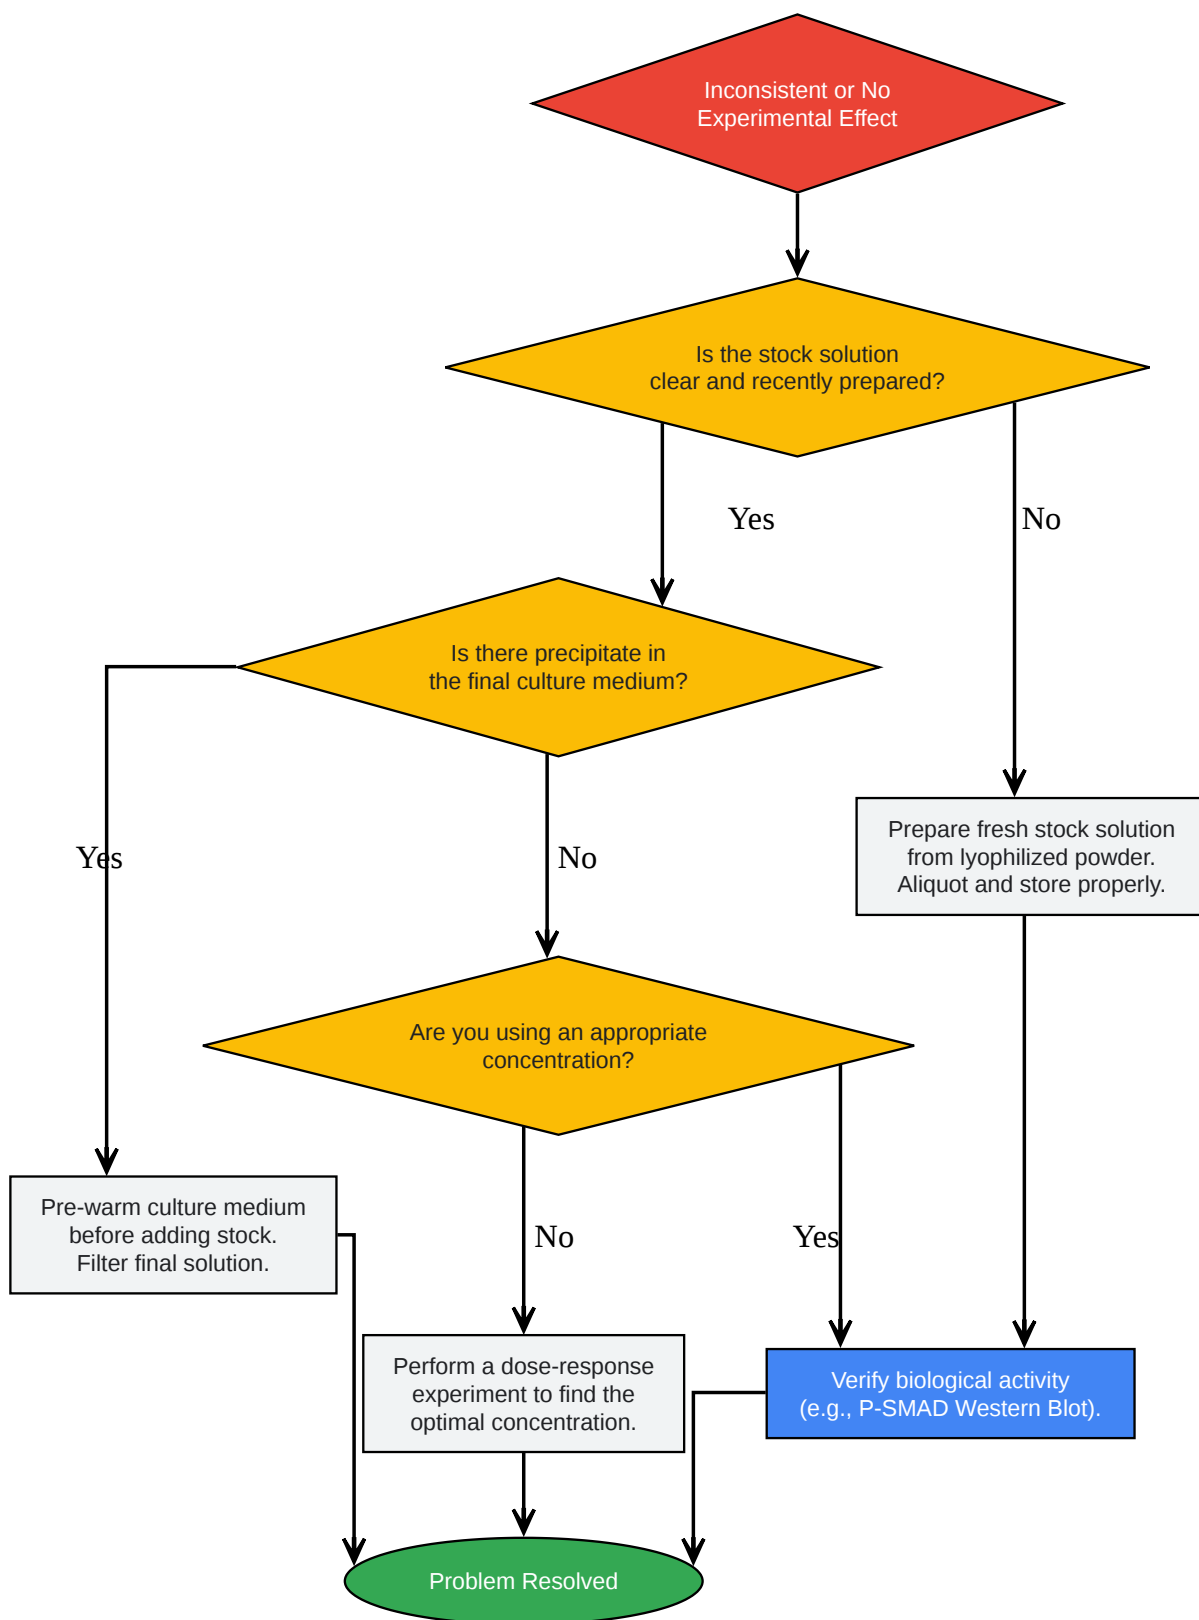 Inconsistent or No
Experimental Effect
Is the stock solution
clear and recently prepared?
Yes
No
Is there precipitate in
the final culture medium?
Prepare fresh stock solution
from lyophilized powder.
Aliquot and store properly.
Yes
No
Are you using an appropriate
concentration?
Pre-warm culture medium
before adding stock.
Filter final solution.
No
Yes
Perform a dose-response
experiment to find the
optimal concentration.
Verify biological activity
(e.g., P-SMAD Western Blot).
Problem Resolved